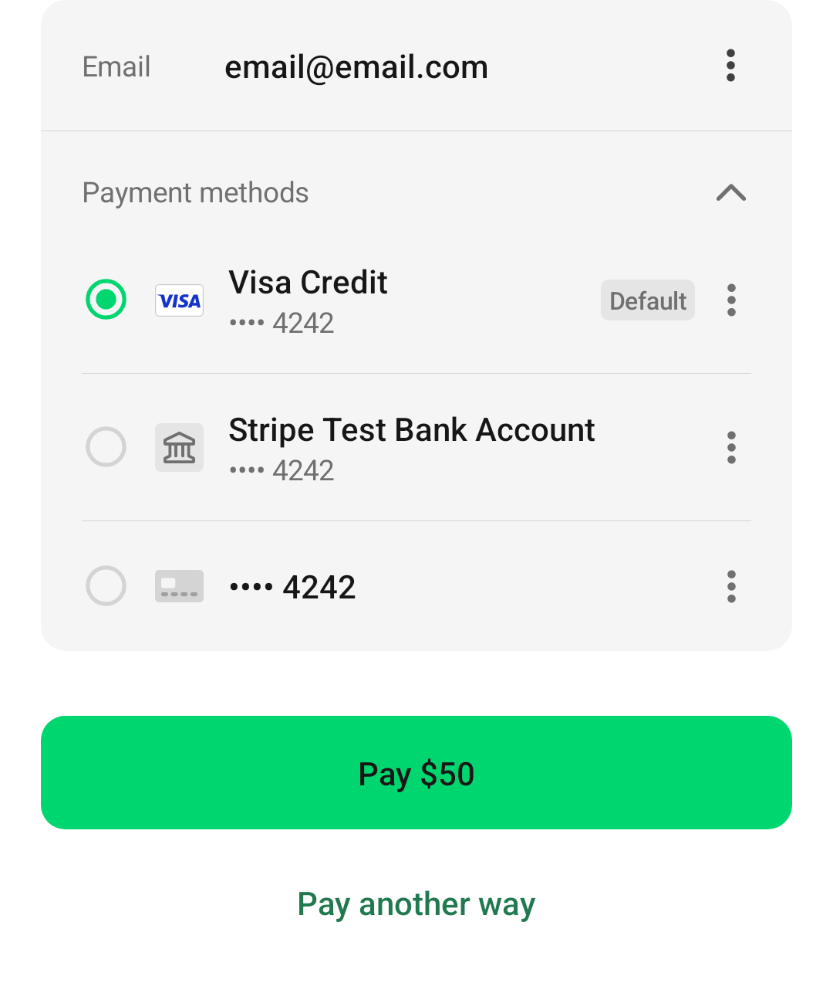 Email email@email.com
Payment methods
VISA Visa Credit Default
•••• 4242
Stripe Test Bank Account
•••• 4242
•••• 4242
Pay $50
Pay another way